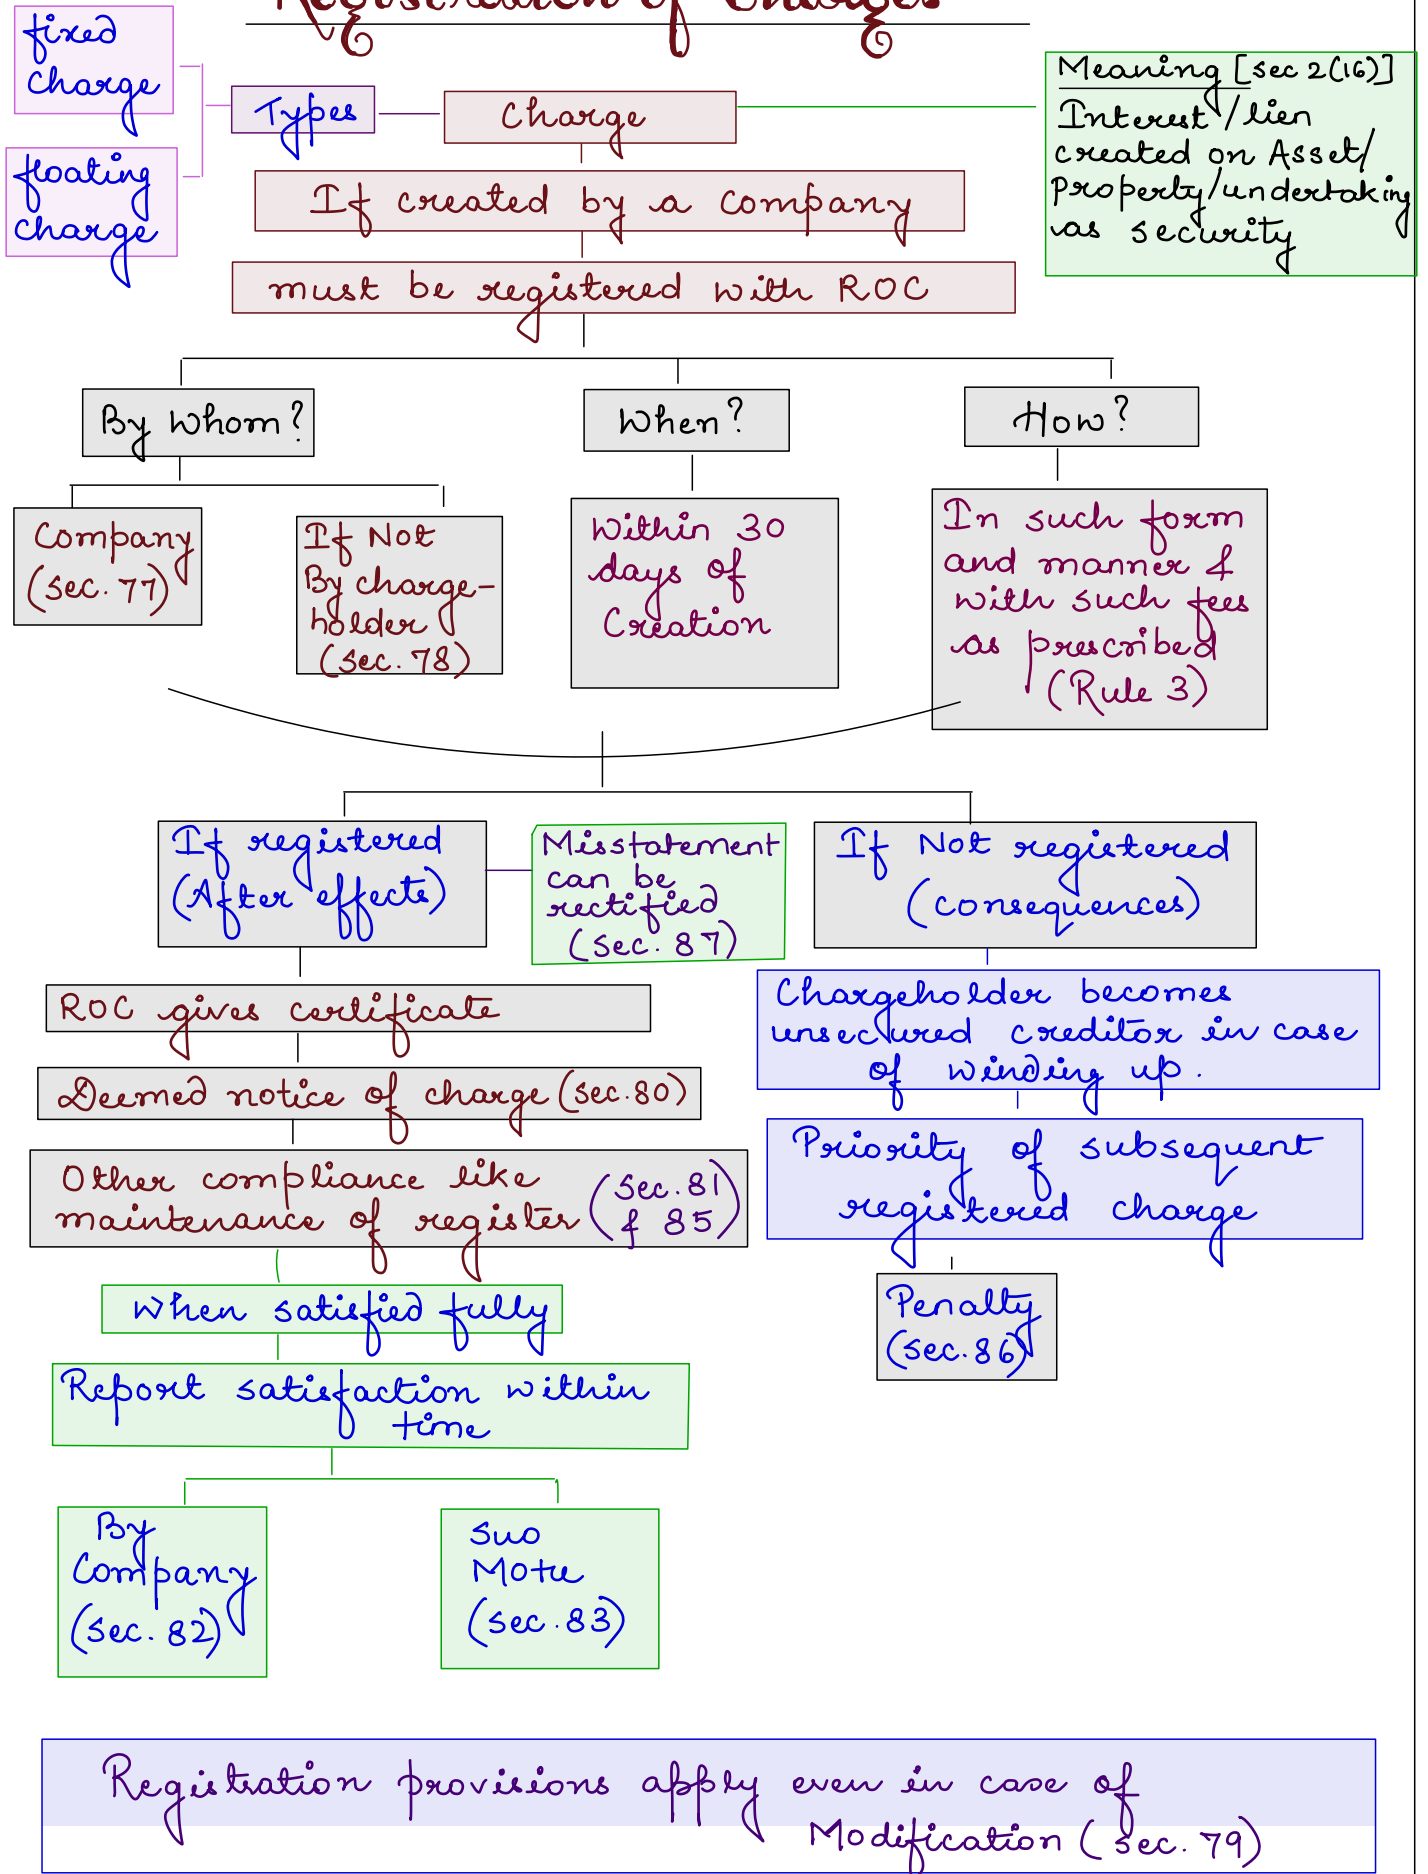 Registration of Charges
fixed
charge
Types
Charge
Meaning [sec 2(16)]
Interest/lien
created on Asset/
Property/undertaking
as security
floating
charge
If created by a Company
must be registered with ROC
By Whom?
When?
How?
Company
(sec. 77)
If Not
By charge-
holder
(sec. 78)
Within 30
days of
Creation
In such form
and manner &
with such fees
as prescribed
(Rule 3)
If registered
(After effects)
Misstatement
can be
rectified
(sec. 87)
If Not registered
(consequences)
ROC gives certificate
Deemed notice of charge (sec. 80)
Other compliance like
maintenance of register
(sec. 81
& 85)
When satisfied fully
Report satisfaction within
time
By
Company
(sec. 82)
Suo
Motu
(sec. 83)
Chargeholder becomes
unsecured creditor in case
of winding up.
Priority of subsequent
registered charge
Penalty
(sec. 86)
Registration provisions apply even in case of
Modification (sec. 79)